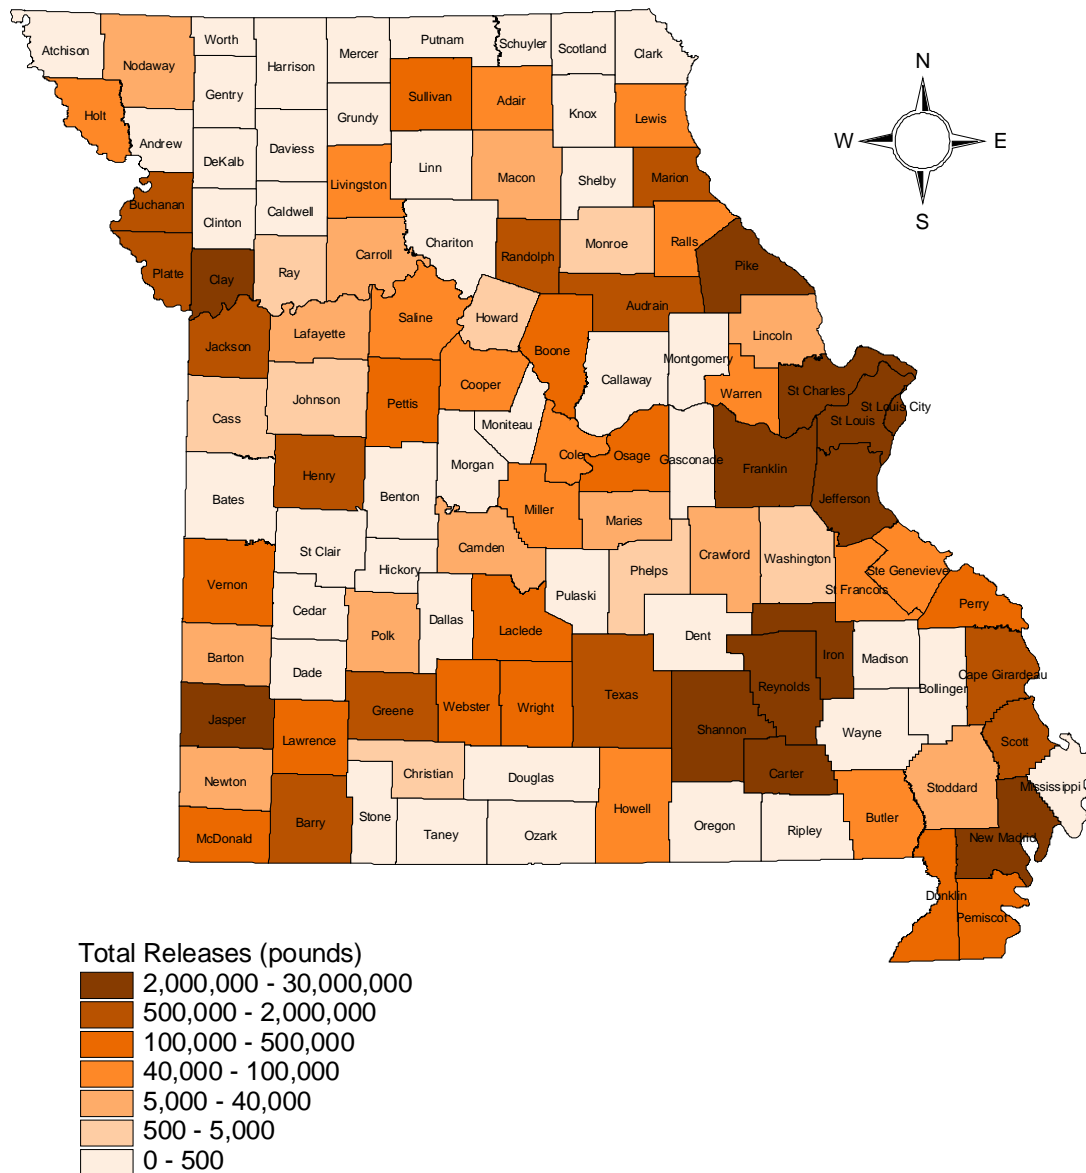 Atchison
Nodaway
Worth
Harrison
Mercer
Putnam
Schuyler
Scotland
Clark
N
W
E
S
Holt
Gentry
Sullivan
Adair
Knox
Lewis
Grundy
Andrew
DeKalb
Daviess
Livingston
Linn
Macon
Shelby
Marion
Buchanan
Clinton
Caldwell
Chariton
Randolph
Monroe
Ralls
Platte
Clay
Ray
Carroll
Pike
Audrain
Jackson
Lafayette
Saline
Howard
Boone
Lincoln
Montgomery
Callaway
Warren
St Charles
St Louis City
St Louis
Cass
Johnson
Pettis
Cooper
Moniteau
Cole
Osage
Gasconade
Franklin
Jefferson
Henry
Morgan
Bates
Benton
Miller
Maries
St Clair
Camden
Crawford
Washington
Phelps
Hickory
Ste Genevieve
St Francois
Vernon
Cedar
Dallas
Pulaski
Perry
Polk
Laclede
Dent
Barton
Dade
Iron
Madison
Cape Girardeau
Bollinger
Reynolds
Texas
Jasper
Greene
Webster
Wright
Shannon
Wayne
Lawrence
Scott
Newton
Christian
Douglas
Carter
Stoddard
Mississippi
Howell
Stone
McDonald
Barry
Taney
Ozark
Oregon
Ripley
Butler
New Madrid
Dunklin
Pemiscot
Total Releases (pounds)
2,000,000 - 30,000,000
500,000 - 2,000,000
100,000 - 500,000
40,000 - 100,000
5,000 - 40,000
500 - 5,000
0 - 500